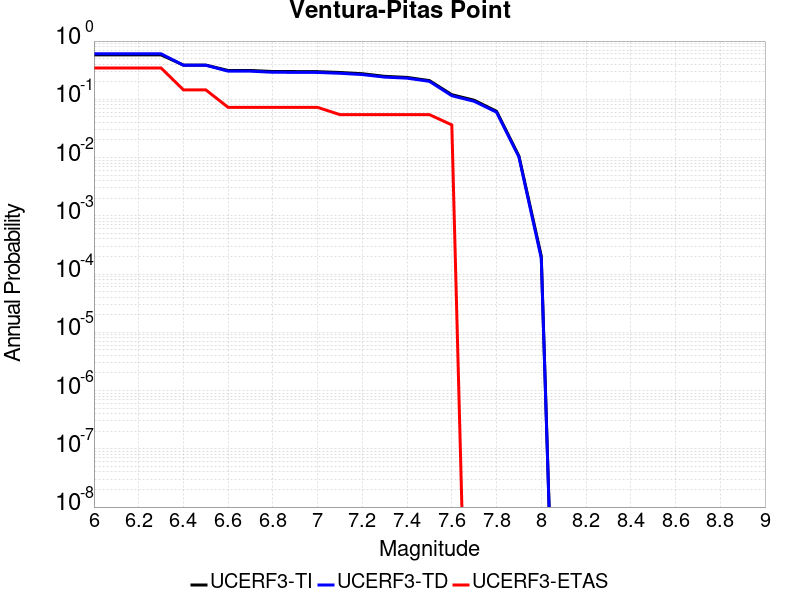 Ventura-Pitas Point
10^0
10^-1
10^-2
10^-3
10^-4
10^-5
10^-6
10^-7
10^-8
Annual Probability
6 6.2 6.4 6.6 6.8 7 7.2 7.4 7.6 7.8 8 8.2 8.4 8.6 8.8 9
Magnitude
UCERF3-TI UCERF3-TD UCERF3-ETAS